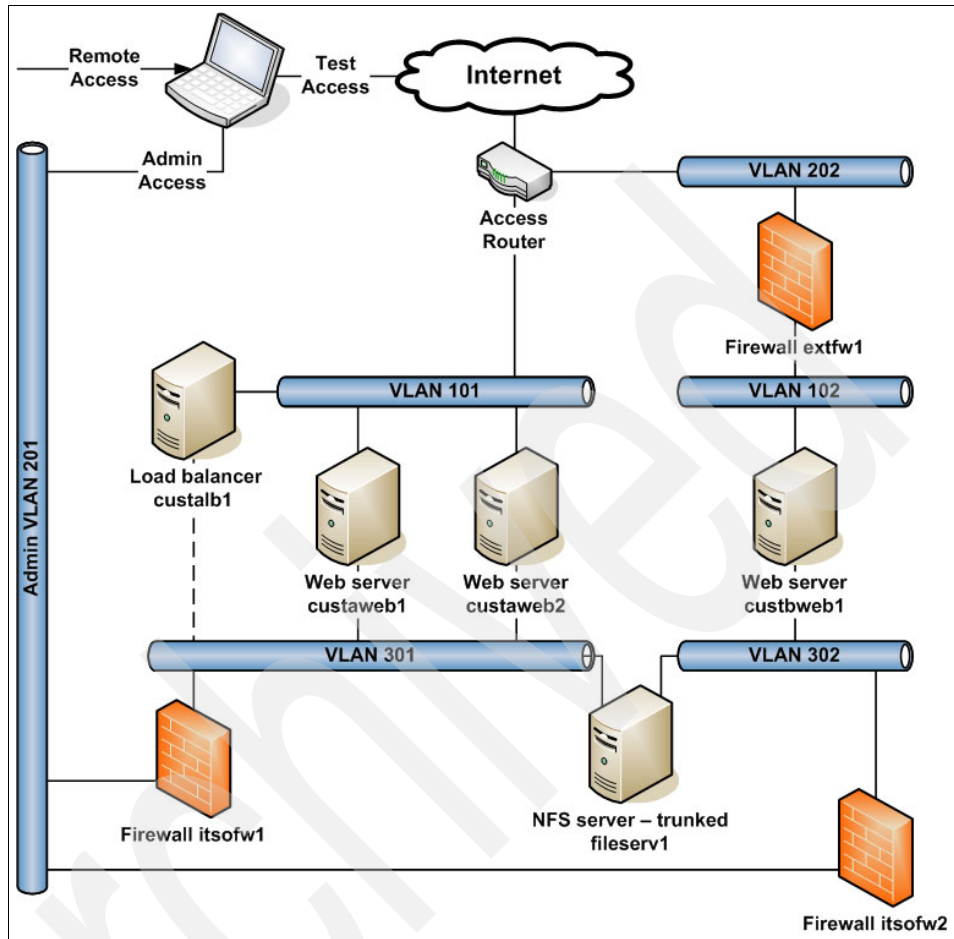 Remote
Access
Test
Access
Internet
Admin
Access
VLAN 202
Access
Router
Firewall extfw1
VLAN 101
VLAN 102
Admin VLAN 201
Load balancer
custalb1
Web server
custaweb1
Web server
custaweb2
Web server
custbweb1
VLAN 301
VLAN 302
Firewall itsofw1
NFS server – trunked
fileserv1
Firewall itsofw2
rchived